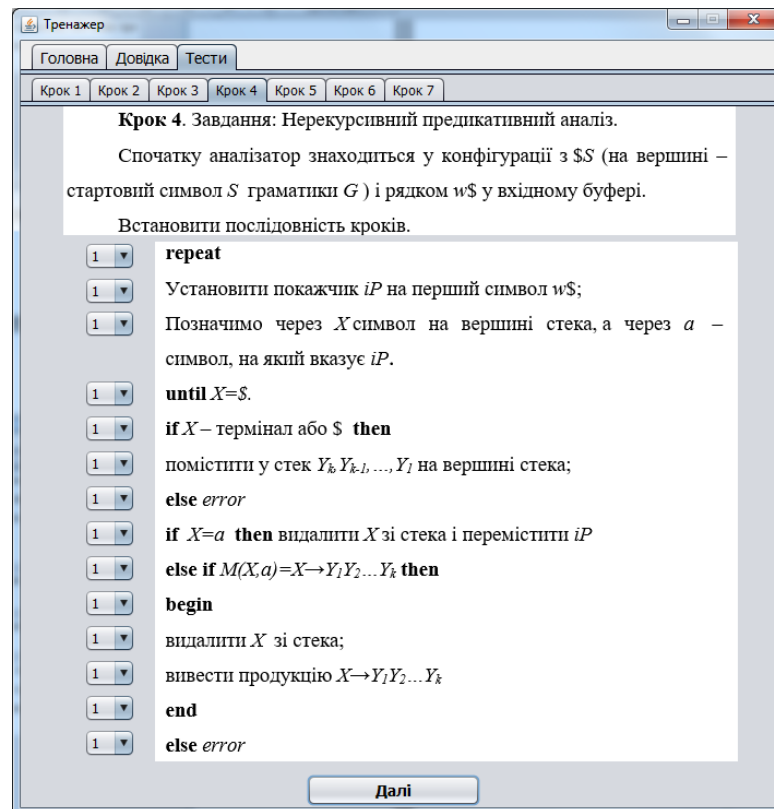 Тренажер
Головна Довідка Тести
Крок 1 Крок 2 Крок 3 Крок 4 Крок 5 Крок 6 Крок 7
Крок 4. Завдання: Нерекурсивний предикативний аналіз.
Спочатку аналізатор знаходиться у конфігурації з $S (на вершині –
стартовий символ S граматики G ) і рядком w$ у вхідному буфері.
Встановити послідовність кроків.
1 repeat
1 Установити покажчик iP на перший символ w$;
1 Позначимо через X символ на вершині стека, а через a –
символ, на який вказує iP.
1 until X=$.
1 if X – термінал або $ then
1 помістити у стек Yk, Yk-1,…,Y1 на вершині стека;
1 else error
1 if X=a then видалити X зі стека і перемістити iP
1 else if M(X,a)=X→Y1Y2…Yk then
1 begin
1 видалити X зі стека;
1 вивести продукцію X→Y1Y2…Yk
1 end
1 else error
Далі